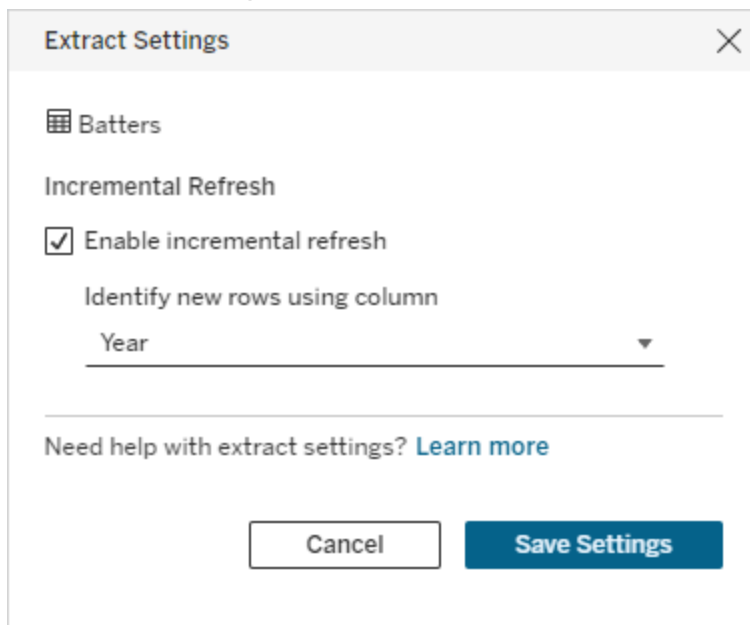 Extract Settings
Batters
Incremental Refresh
Enable incremental refresh
Identify new rows using column
Year
Need help with extract settings? Learn more
Cancel
Save Settings